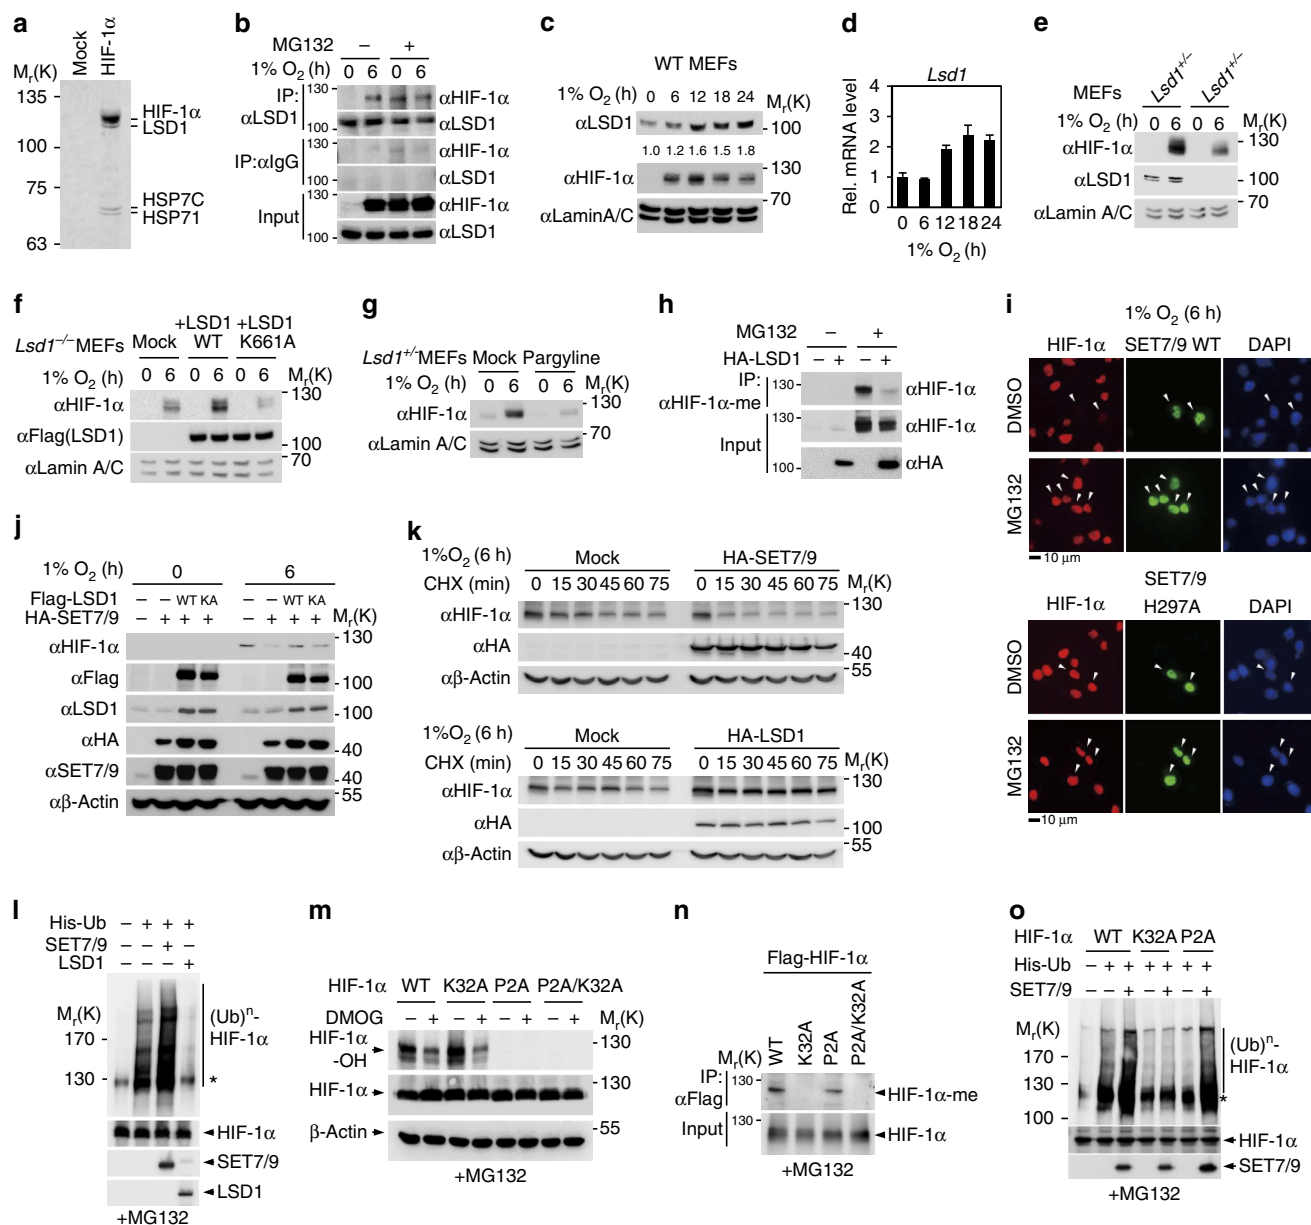 a
Mock
HIF-1α
Mr(K)
135
100
75
63
HIF-1α
LSD1
HSP7C
HSP71
b
MG132 – +
1% O2 (h) 0 6 0 6
IP: αLSD1
130 αHIF-1α
100 αLSD1
IP:αIgG
130 αHIF-1α
100 αLSD1
Input
130 αHIF-1α
100 αLSD1
c
WT MEFs
1% O2 (h) 0 6 12 18 24 Mr(K)
αLSD1 100
1.0 1.2 1.6 1.5 1.8
αHIF-1α 130
70
αLaminA/C
d
Lsd1
Rel. mRNA level
4
3
2
1
0
0 6 12 18 24
1% O2 (h)
e
MEFs Lsd1+/- Lsd1+/-
1% O2 (h) 0 6 0 6 Mr(K)
αHIF-1α 130
αLSD1 100
70
αLamin A/C
f
Lsd1–/–MEFs Mock +LSD1 WT +LSD1 K661A
1% O2 (h) 0 6 0 6 0 6 Mr(K)
αHIF-1α 130
αFlag(LSD1) 100
70
αLamin A/C
g
Lsd1+/-MEFs Mock Pargyline
1% O2 (h) 0 6 0 6 Mr(K)
αHIF-1α 130
70
αLamin A/C
h
MG132 – +
HA-LSD1 – + – +
IP: αHIF-1α-me
130 αHIF-1α
Input
130 αHIF-1α
100 αHA
i
1% O2 (6 h)
HIF-1α SET7/9 WT DAPI
DMSO
MG132
10 μm
HIF-1α SET7/9 H297A DAPI
DMSO
MG132
10 μm
j
1% O2 (h) 0 6
Flag-LSD1 – – WT KA – – WT KA
HA-SET7/9 – + + + – + + + Mr(K)
αHIF-1α 130
αFlag 100
αLSD1 100
αHA 40
αSET7/9 40
55
αβ-Actin
k
1%O2 (6 h) Mock HA-SET7/9
CHX (min) 0 15 30 45 60 75 0 15 30 45 60 75 Mr(K)
αHIF-1α 130
αHA 40
55
αβ-Actin
1%O2 (6 h) Mock HA-LSD1
CHX (min) 0 15 30 45 60 75 0 15 30 45 60 75 Mr(K)
αHIF-1α 130
αHA 100
55
αβ-Actin
l
His-Ub – + + +
SET7/9 – – + –
LSD1 – – – +
Mr(K)
170
130
(Ub)n-HIF-1α
*
HIF-1α
SET7/9
LSD1
+MG132
m
HIF-1α WT K32A P2A P2A/K32A
DMOG – + – + – + – + Mr(K)
HIF-1α-OH 130
HIF-1α 130
β-Actin 55
+MG132
n
Flag-HIF-1α
Mr(K) WT K32A P2A P2A/K32A
IP: αFlag
130 HIF-1α-me
Input
130 HIF-1α
+MG132
o
HIF-1α WT K32A P2A
His-Ub – + + + + + +
SET7/9 – – + – + – +
Mr(K)
170
130
100
(Ub)n-HIF-1α
*
HIF-1α
SET7/9
+MG132